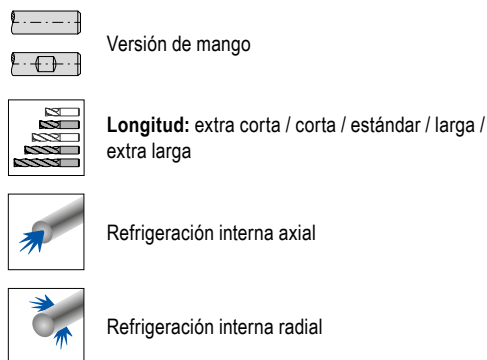 Versión de mango
Longitud: extra corta / corta / estándar / larga /
extra larga
Refrigeración interna axial
Refrigeración interna radial